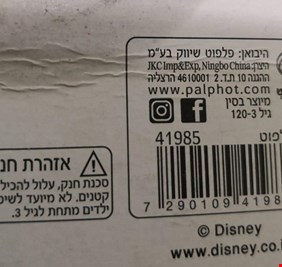 היבואן: פלפוט שיווק בע"מ
היצרן: JKC Imp&Exp, Ningbo China
ההגנה 10 ת.ד. 2 4610001 הרצליה
www.palphot.com
מיוצר בסין
גיל 120-3
41985
פוט
אזהרת חנ
סכנת חנק, עלול להכיל
קטנים. לא מיועד לשימ
ילדים מתחת לגיל 3.
7 290109 4198
© Disney
www.disney.co.i